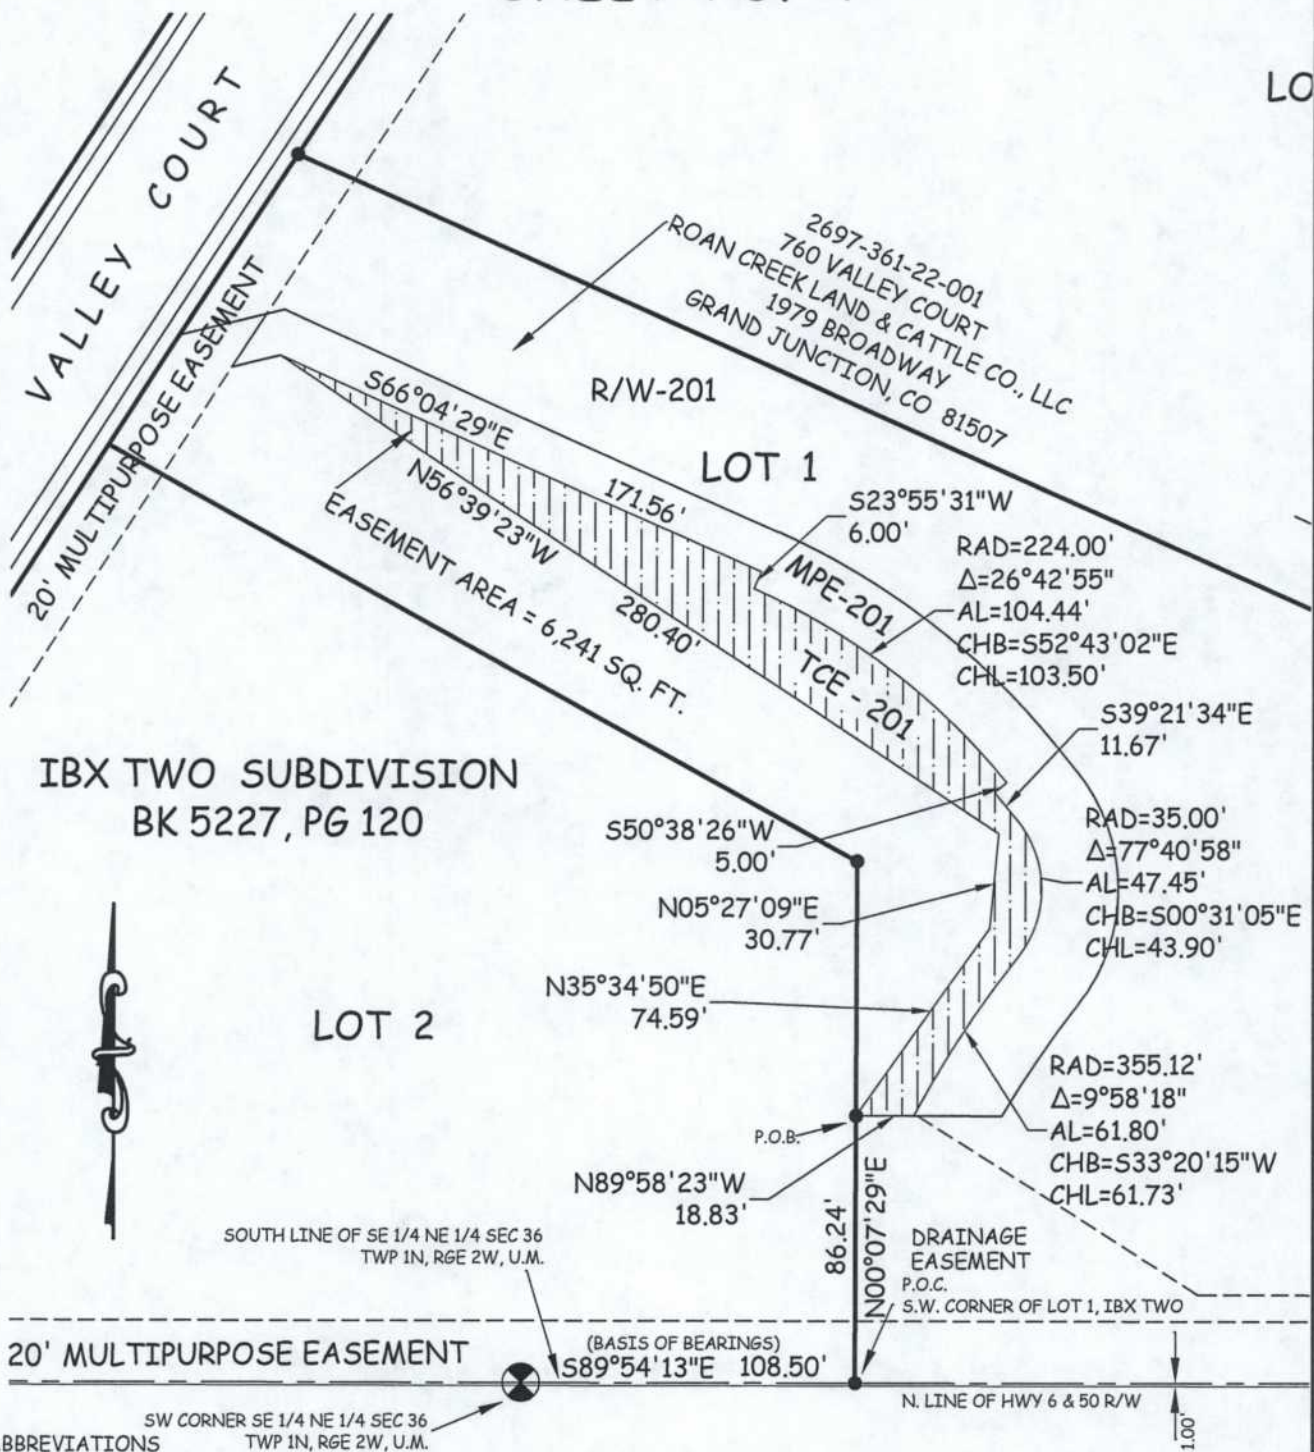 LO
VALLEY COURT
20' MULTIPURPOSE EASEMENT
2697-361-22-001
760 VALLEY COURT
ROAN CREEK LAND & CATTLE CO., LLC
1979 BROADWAY
GRAND JUNCTION, CO 81507
R/W-201
LOT 1
S66°04'29"E
171.56'
N56°39'23"W
280.40'
EASEMENT AREA = 6,241 SQ. FT.
S23°55'31"W
6.00'
MPE-201
TCE - 201
RAD=224.00'
Δ=26°42'55"
AL=104.44'
CHB=S52°43'02"E
CHL=103.50'
S39°21'34"E
11.67'
IBX TWO SUBDIVISION
BK 5227, PG 120
S50°38'26"W
5.00'
RAD=35.00'
Δ=77°40'58"
AL=47.45'
CHB=S00°31'05"E
CHL=43.90'
N05°27'09"E
30.77'
N35°34'50"E
74.59'
LOT 2
RAD=355.12'
Δ=9°58'18"
AL=61.80'
CHB=S33°20'15"W
CHL=61.73'
P.O.B.
N89°58'23"W
18.83'
86.24'
N00°07'29"E
DRAINAGE
EASEMENT
P.O.C.
S.W. CORNER OF LOT 1, IBX TWO
SOUTH LINE OF SE 1/4 NE 1/4 SEC 36
TWP 1N, RGE 2W, U.M.
20' MULTIPURPOSE EASEMENT
(BASIS OF BEARINGS)
S89°54'13"E 108.50'
N. LINE OF HWY 6 & 50 R/W
1.00'
SW CORNER SE 1/4 NE 1/4 SEC 36
TWP 1N, RGE 2W, U.M.
BBREVIATIONS